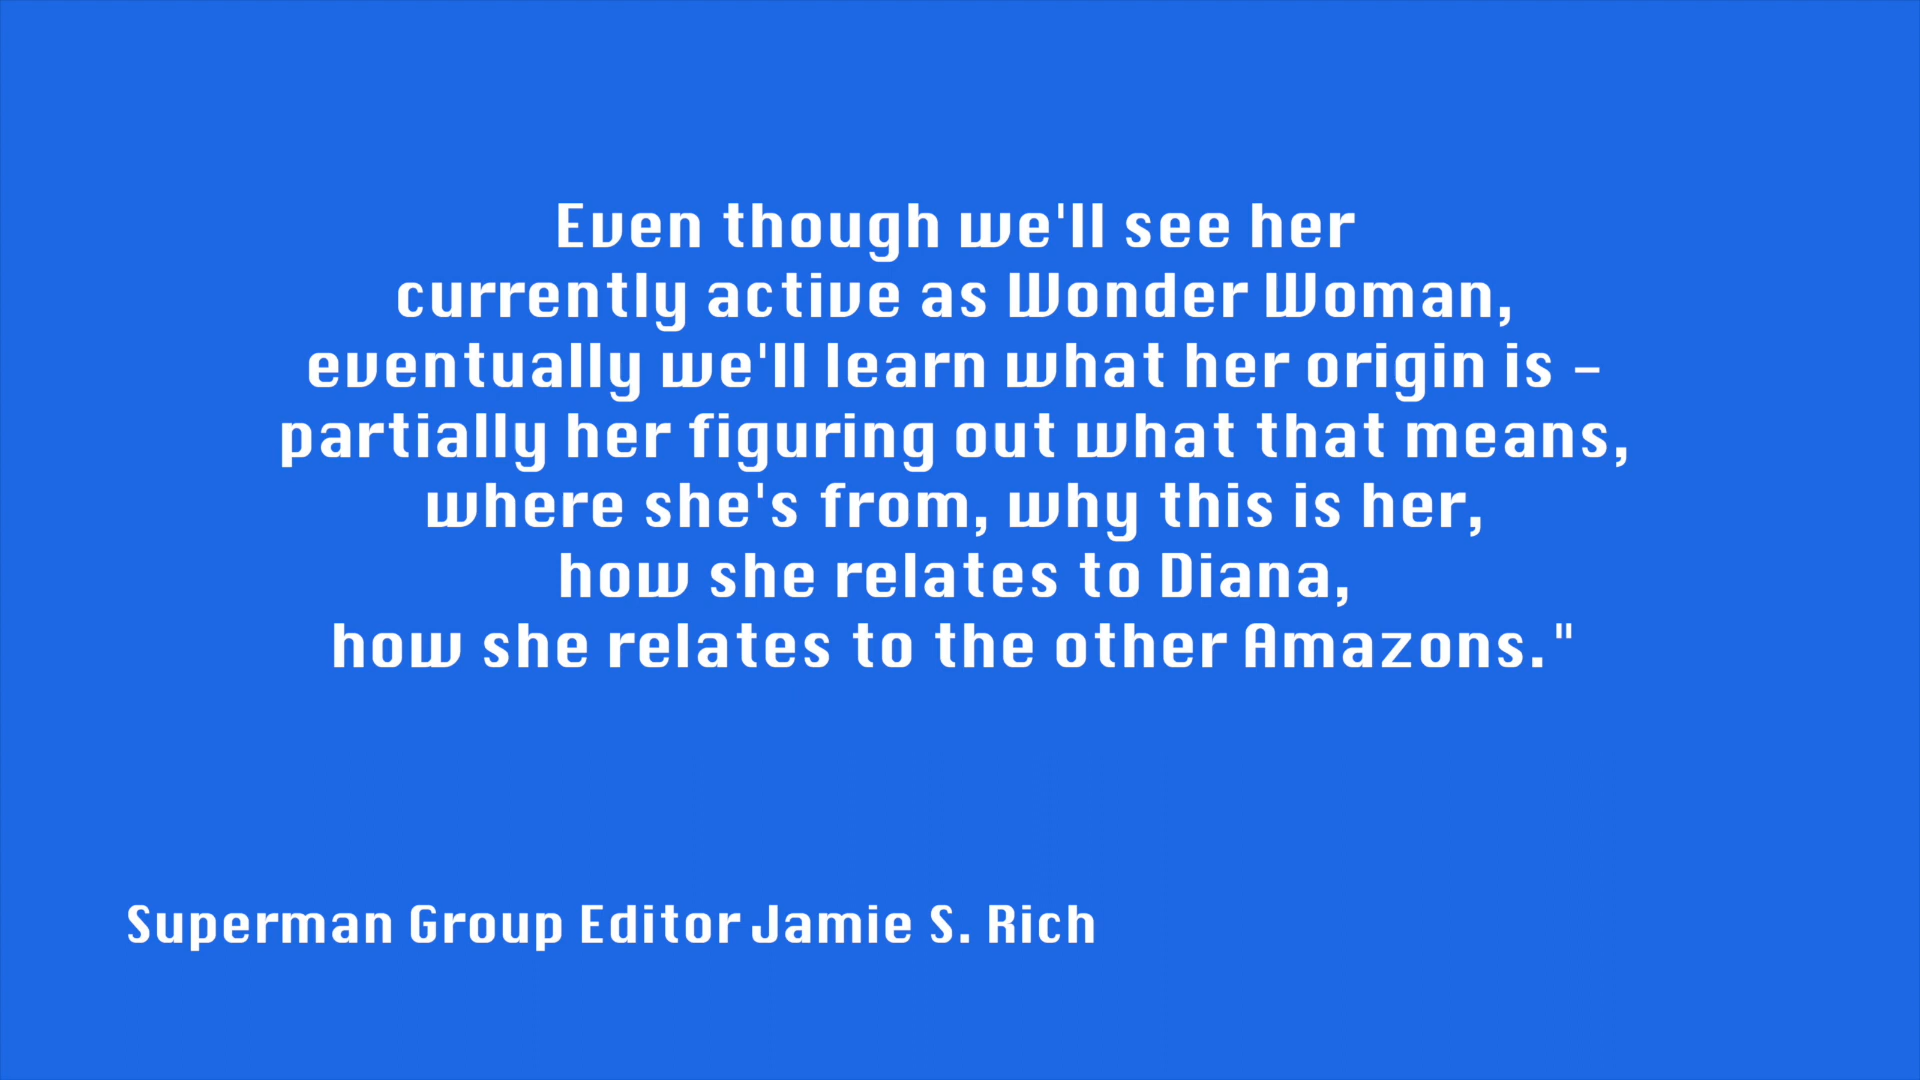 Even though we'll see her
currently active as Wonder Woman,
eventually we'll learn what her origin is -
partially her figuring out what that means,
where she's from, why this is her,
how she relates to Diana,
how she relates to the other Amazons."
Superman Group Editor Jamie S. Rich